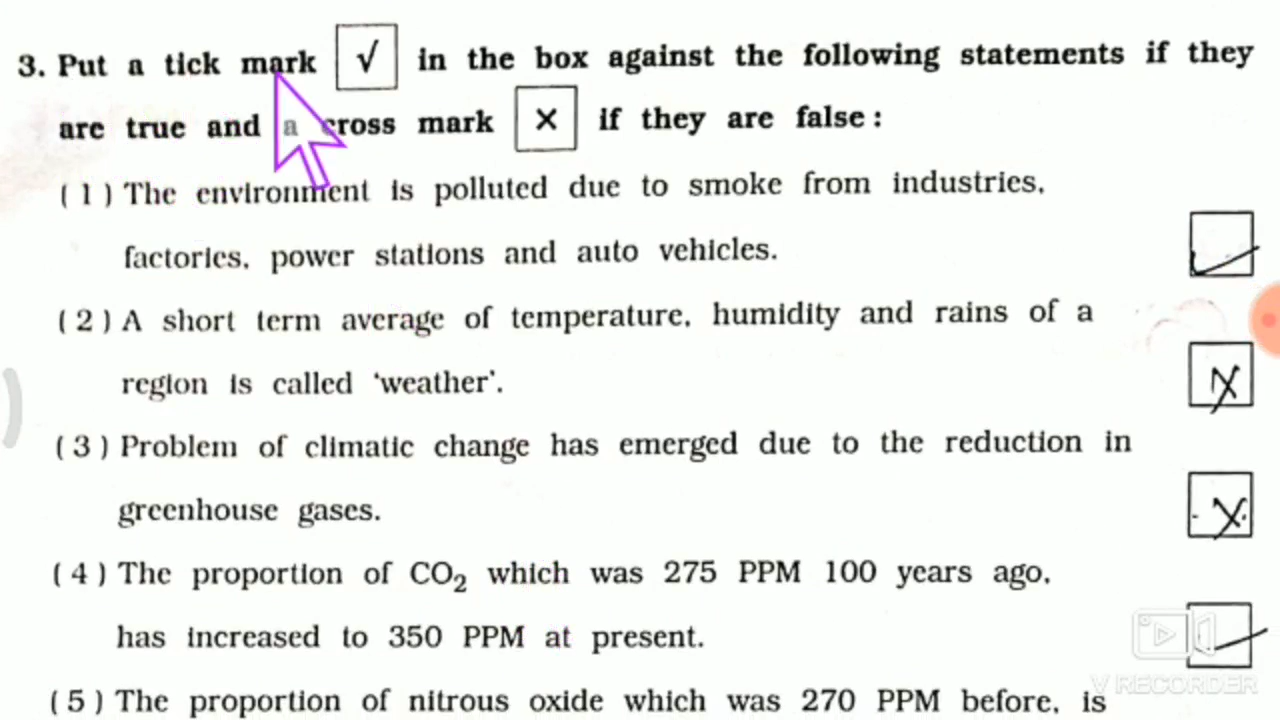 3. Put a tick mark √ in the box against the following statements if they
are true and a cross mark × if they are false :
( 1 ) The environment is polluted due to smoke from industries,
factories, power stations and auto vehicles. ✓
( 2 ) A short term average of temperature, humidity and rains of a
region is called ‘weather’. X
( 3 ) Problem of climatic change has emerged due to the reduction in
greenhouse gases. X
( 4 ) The proportion of CO₂ which was 275 PPM 100 years ago,
has increased to 350 PPM at present. ✓
( 5 ) The proportion of nitrous oxide which was 270 PPM before, is
V RECORDER